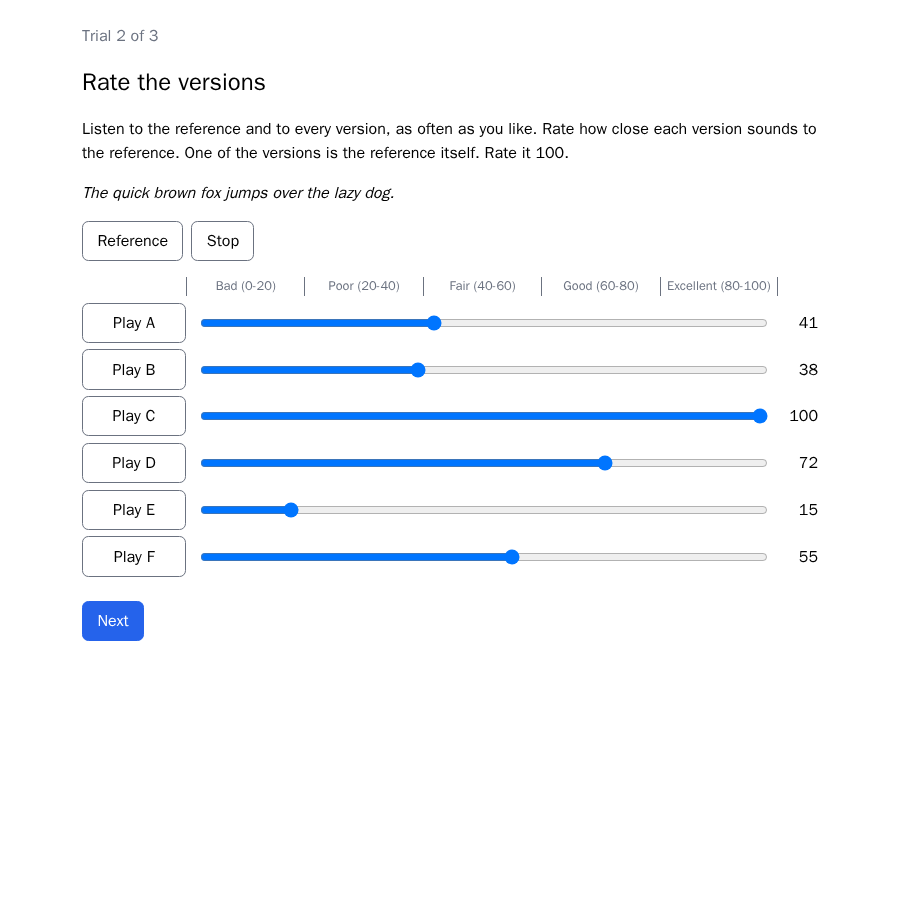 Trial 2 of 3
Rate the versions
Listen to the reference and to every version, as often as you like. Rate how close each version sounds to
the reference. One of the versions is the reference itself. Rate it 100.
The quick brown fox jumps over the lazy dog.
Reference Stop
Bad (0-20) Poor (20-40) Fair (40-60) Good (60-80) Excellent (80-100)
Play A 41
Play B 38
Play C 100
Play D 72
Play E 15
Play F 55
Next